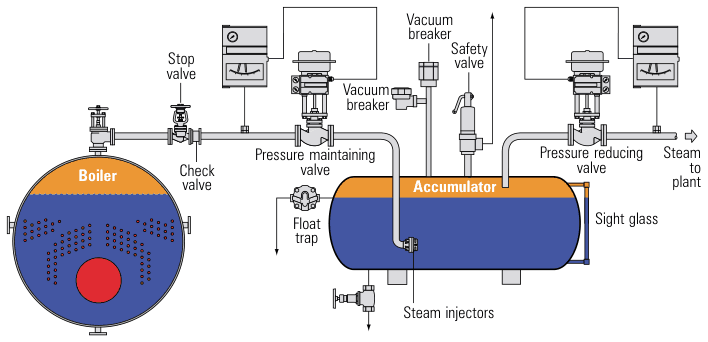 Vacuum
breaker
Stop
valve
Safety
valve
Vacuum
breaker
Pressure maintaining
valve
Pressure reducing
valve
Steam
to
plant
Check
valve
Boiler
Accumulator
Float
trap
Sight glass
Steam injectors